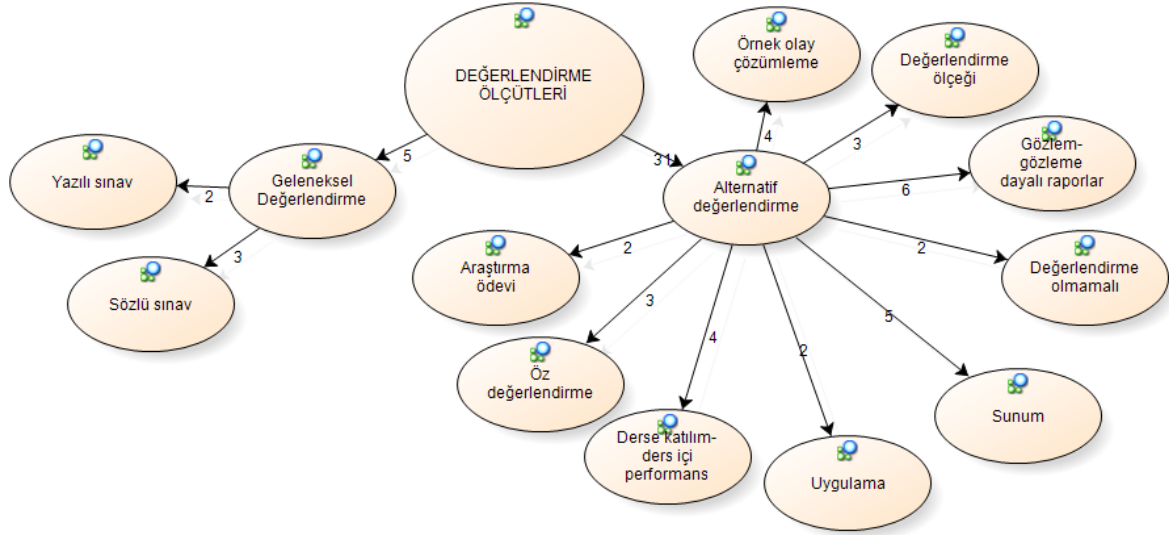 DEĞERLENDİRME
ÖLÇÜTLERİ
5
31
Geleneksel
Değerlendirme
2
Yazılı sınav
3
Sözlü sınav
Alternatif
değerlendirme
4
Örnek olay
çözümleme
3
Değerlendirme
ölçeği
6
Gözlem-
gözleme
dayalı raporlar
2
Değerlendirme
olmamalı
5
Sunum
2
Uygulama
4
Derse katılım-
ders içi
performans
3
Öz
değerlendirme
2
Araştırma
ödevi